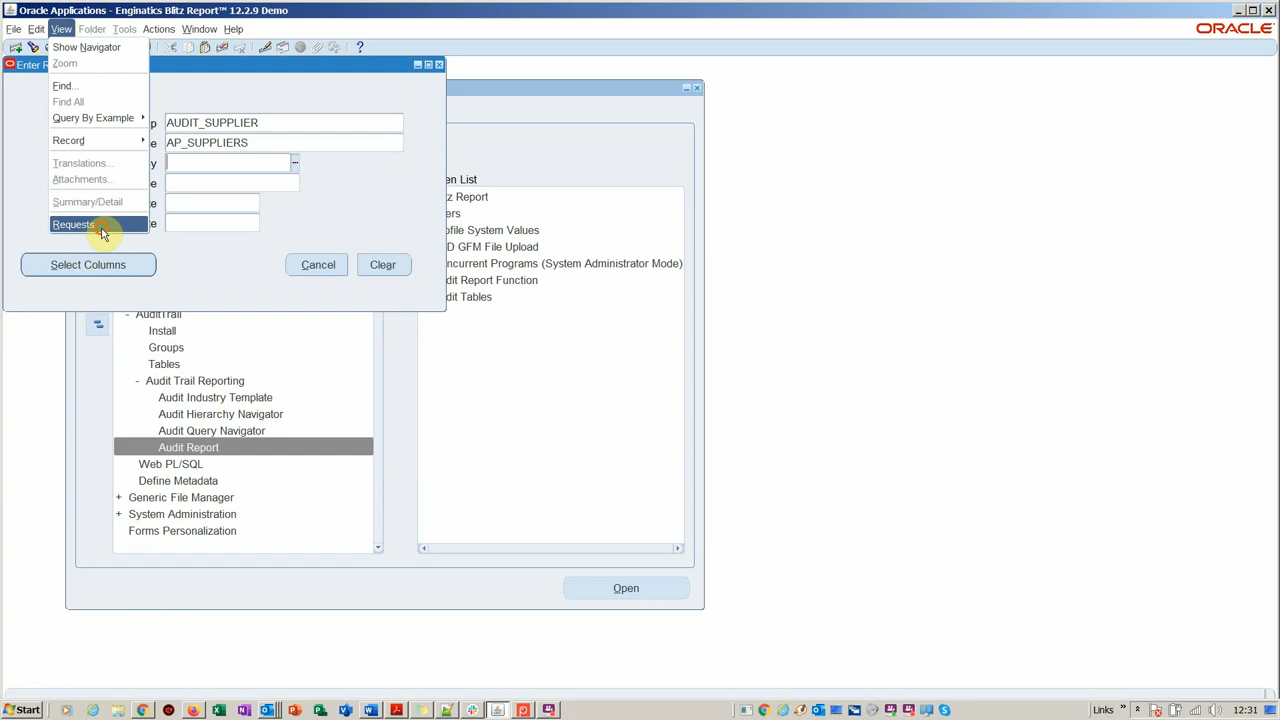 Oracle Applications - Enginatics Blitz Report™ 12.2.9 Demo
File Edit View Folder Tools Actions Window Help
ORACLE
Show Navigator
Zoom
Find...
Find All
Query By Example
Record
Translations...
Attachments...
Summary/Detail
Requests
Enter R
p AUDIT_SUPPLIER
e AP_SUPPLIERS
y
e
e
e
Select Columns Cancel Clear
en List
tz Report
ers
ofile System Values
D GFM File Upload
ncurrent Programs (System Administrator Mode)
dit Report Function
dit Tables
- AuditTrail
Install
Groups
Tables
- Audit Trail Reporting
Audit Industry Template
Audit Hierarchy Navigator
Audit Query Navigator
Audit Report
Web PL/SQL
Define Metadata
+ Generic File Manager
+ System Administration
Forms Personalization
Open
Start
Links
12:31